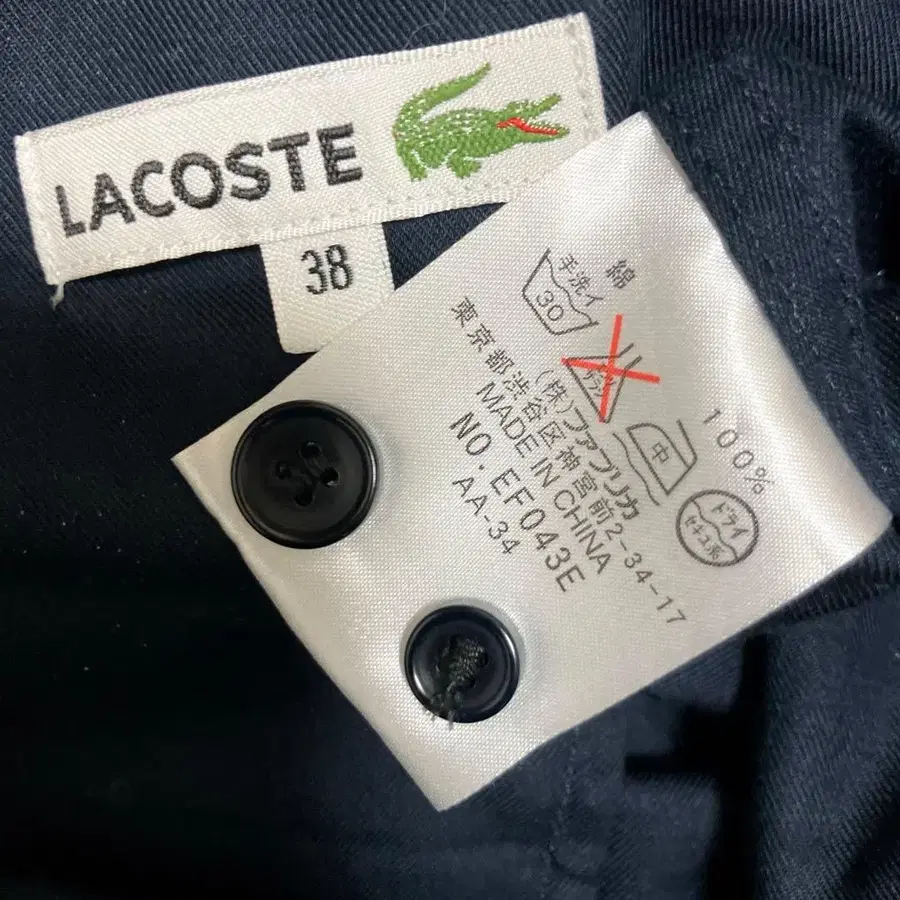 LACOSTE
38
綿 100%
手洗イ
30
中
ドライ
セキユ系
(株)ファブリカ
東京都渋谷区神宮前2-34-17
MADE IN CHINA
NO. EF043E
AA-34